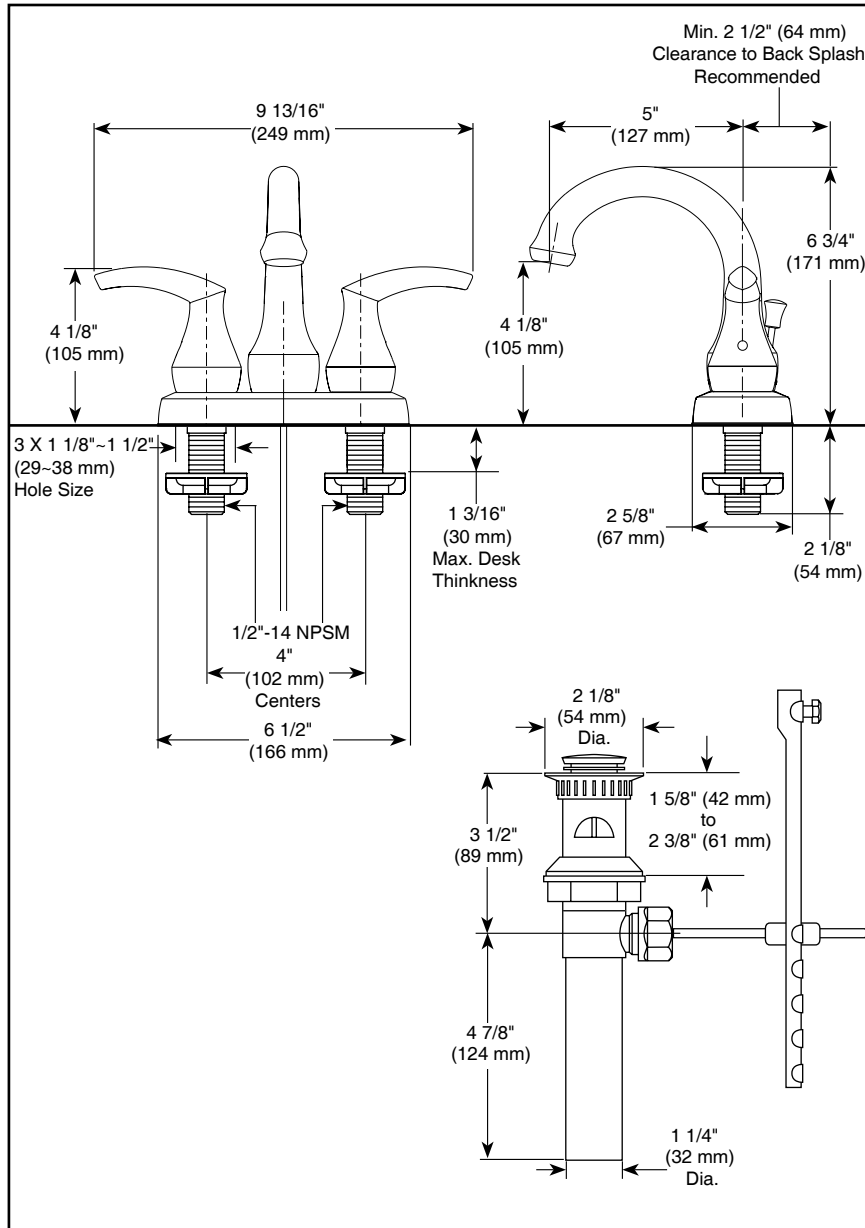 Min. 2 1/2" (64 mm)
Clearance to Back Splash
Recommended
9 13/16"
(249 mm)
5"
(127 mm)
6 3/4"
(171 mm)
4 1/8"
(105 mm)
4 1/8"
(105 mm)
3 X 1 1/8"~1 1/2"
(29~38 mm)
Hole Size
1 3/16"
(30 mm)
Max. Desk
Thinkness
2 5/8"
(67 mm)
2 1/8"
(54 mm)
1/2"-14 NPSM
4"
(102 mm)
Centers
6 1/2"
(166 mm)
2 1/8"
(54 mm)
Dia.
1 5/8" (42 mm)
to
2 3/8" (61 mm)
3 1/2"
(89 mm)
4 7/8"
(124 mm)
1 1/4"
(32 mm)
Dia.